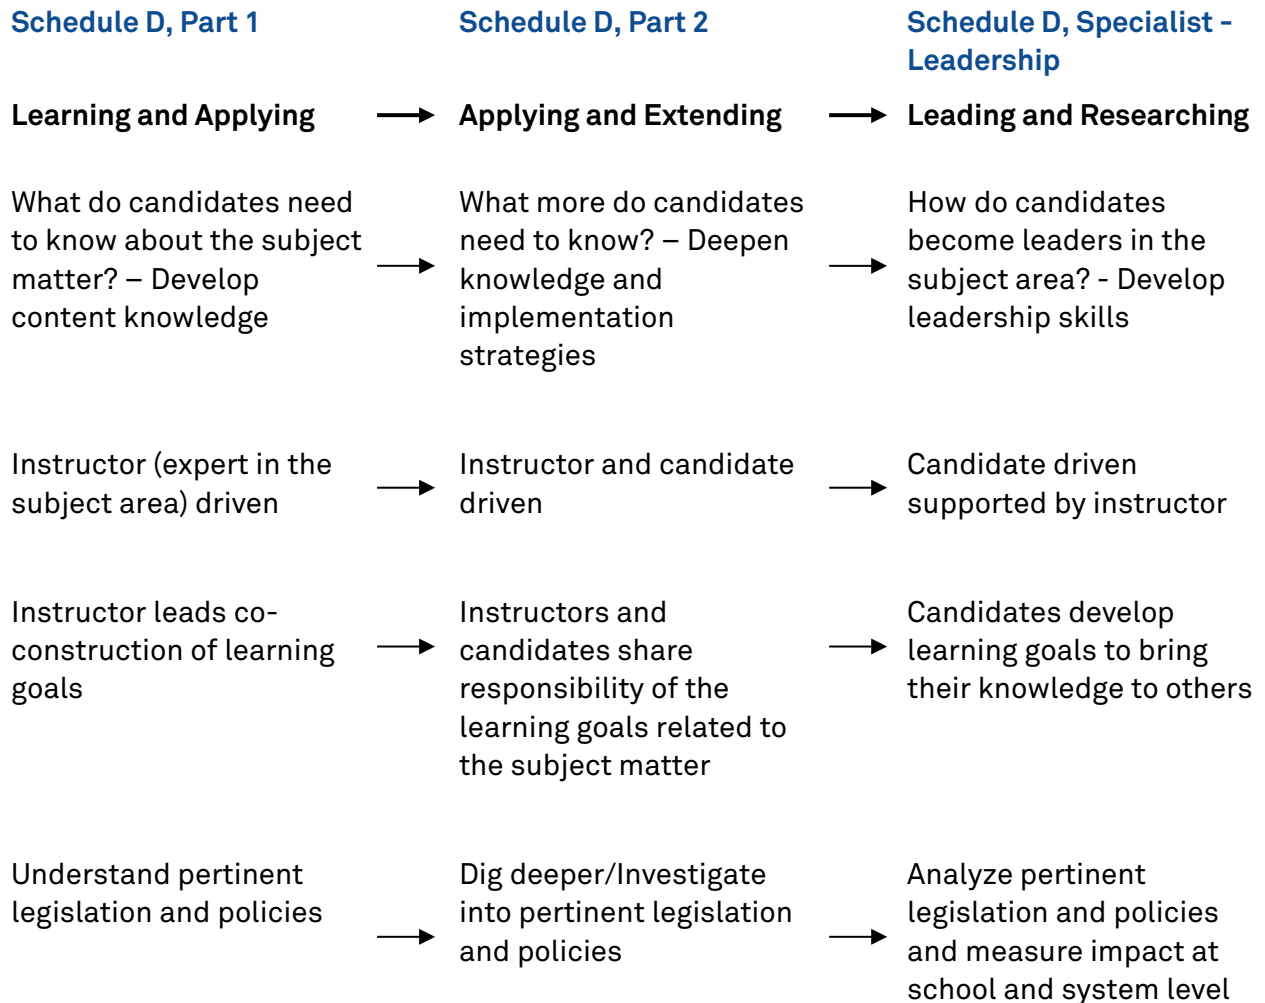 Schedule D, Part 1
Schedule D, Part 2
Schedule D, Specialist -
Leadership
Learning and Applying
Applying and Extending
Leading and Researching
What do candidates need
to know about the subject
matter? – Develop
content knowledge
What more do candidates
need to know? – Deepen
knowledge and
implementation
strategies
How do candidates
become leaders in the
subject area? - Develop
leadership skills
Instructor (expert in the
subject area) driven
Instructor and candidate
driven
Candidate driven
supported by instructor
Instructor leads co-
construction of learning
goals
Instructors and
candidates share
responsibility of the
learning goals related to
the subject matter
Candidates develop
learning goals to bring
their knowledge to others
Understand pertinent
legislation and policies
Dig deeper/Investigate
into pertinent legislation
and policies
Analyze pertinent
legislation and policies
and measure impact at
school and system level